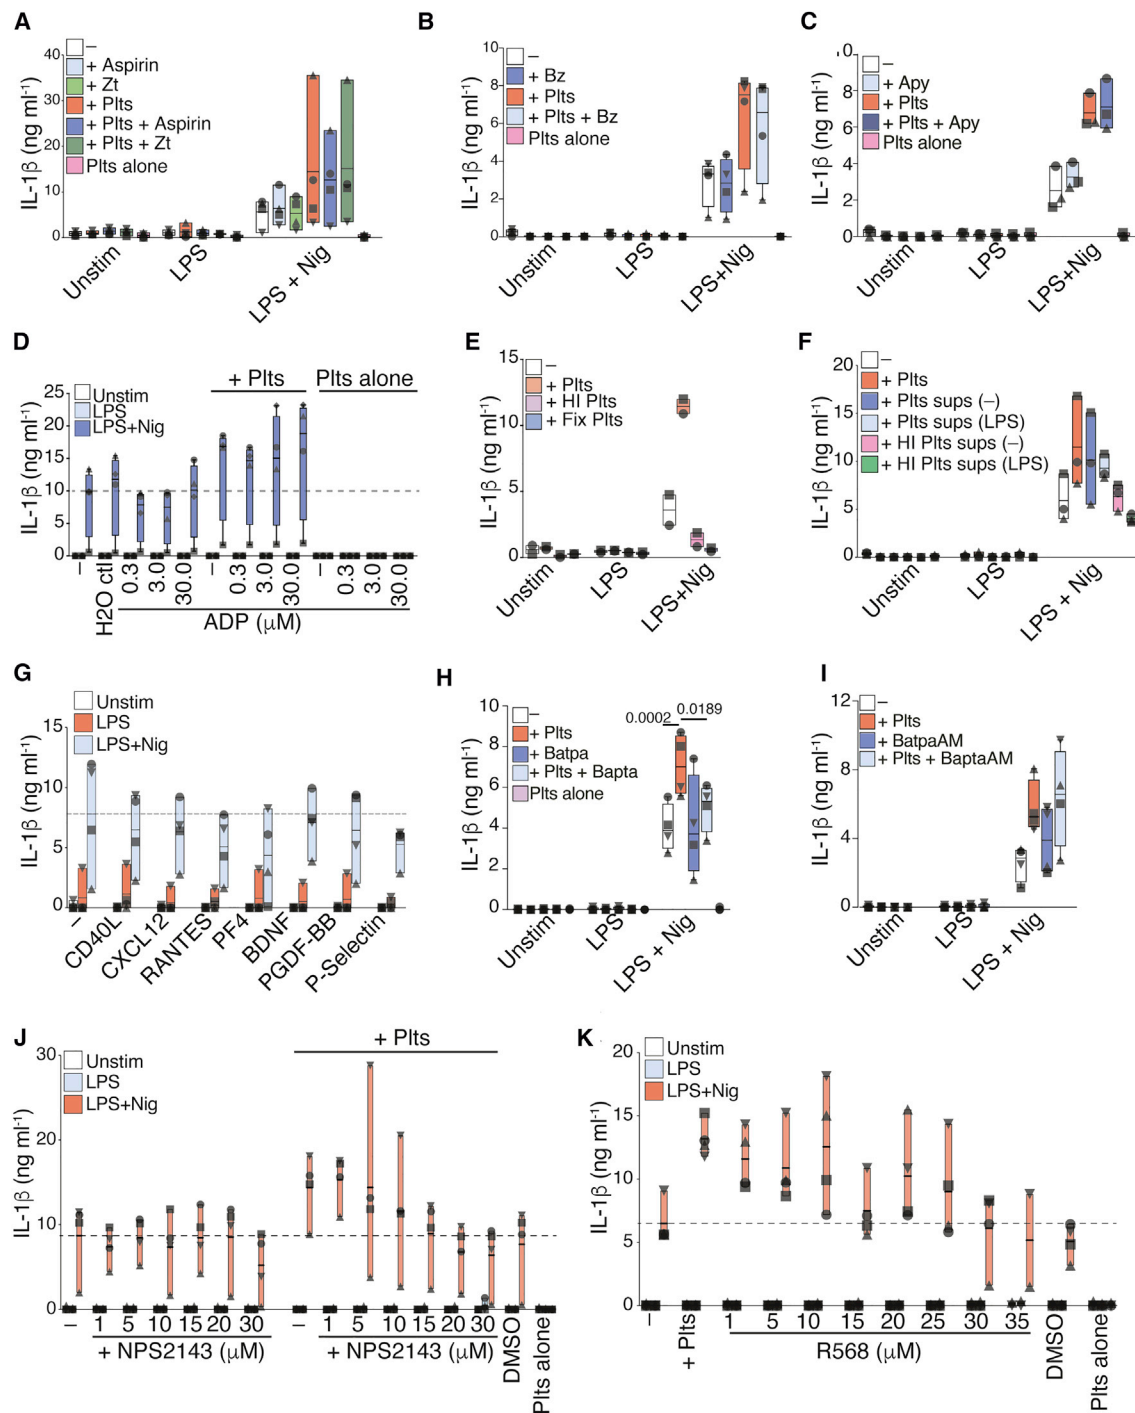 A
IL-1β (ng ml-1)
40
30
20
10
0
–
+ Aspirin
+ Zt
+ Plts
+ Plts + Aspirin
+ Plts + Zt
Plts alone
Unstim
LPS
LPS + Nig
B
IL-1β (ng ml-1)
10
8
6
4
2
0
–
+ Bz
+ Plts
+ Plts + Bz
Plts alone
Unstim
LPS
LPS+Nig
C
IL-1β (ng ml-1)
.0
8
6
4
2
0
–
+ Apy
+ Plts
+ Plts + Apy
Plts alone
Unstim
LPS
LPS+Nig
D
IL-1β (ng ml-1)
25
20
15
10
5
0
Unstim
LPS
LPS+Nig
+ Plts
Plts alone
–
H2O ctl
0.3
3.0
30.0
–
0.3
3.0
30.0
–
0.3
3.0
30.0
ADP (μM)
E
IL-1β (ng ml-1)
15
10
5
0
–
+ Plts
+ HI Plts
+ Fix Plts
Unstim
LPS
LPS+Nig
F
IL-1β (ng ml-1)
20
15
10
5
0
–
+ Plts
+ Plts sups (–)
+ Plts sups (LPS)
+ HI Plts sups (–)
+ HI Plts sups (LPS)
Unstim
LPS
LPS + Nig
G
IL-1β (ng ml-1)
15
10
5
0
Unstim
LPS
LPS+Nig
–
CD40L
CXCL12
RANTES
PF4
BDNF
PGDF-BB
P-Selectin
H
IL-1β (ng ml-1)
10
8
6
4
2
0
–
+ Plts
+ Batpa
+ Plts + Bapta
Plts alone
0.0002
0.0189
Unstim
LPS
LPS + Nig
I
IL-1β (ng ml-1)
12
8
4
0
–
+ Plts
+ BatpaAM
+ Plts + BaptaAM
Unstim
LPS
LPS + Nig
J
IL-1β (ng ml-1)
30
20
10
0
Unstim
LPS
LPS+Nig
+ Plts
– 1 5 10 15 20 30 – 1 5 10 15 20 30
+ NPS2143 (μM)
+ NPS2143 (μM)
DMSO
Plts alone
K
IL-1β (ng ml-1)
20
15
10
5
0
Unstim
LPS
LPS+Nig
–
+ Plts
1 5 10 15 20 25 30 35
R568 (μM)
DMSO
Plts alone